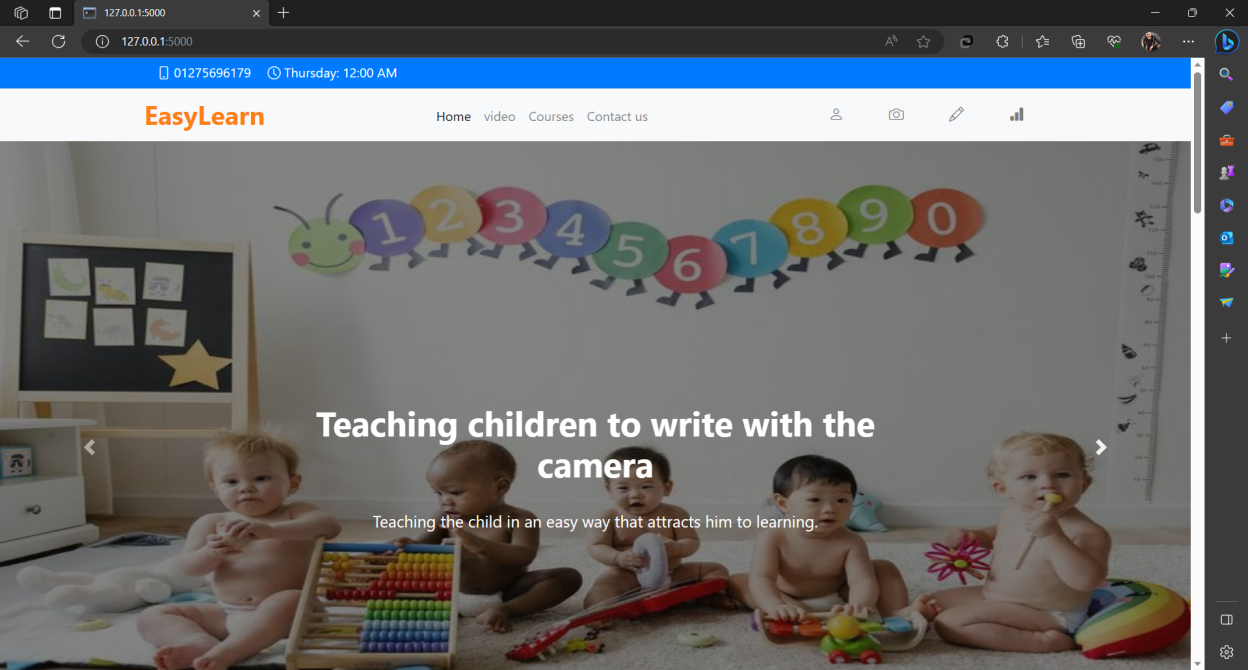 127.0.0.1:5000
127.0.0.1:5000
01275696179 Thursday: 12:00 AM
EasyLearn
Home video Courses Contact us
1 2 3 4 5 6 7 8 9 0
Teaching children to write with the
camera
Teaching the child in an easy way that attracts him to learning.